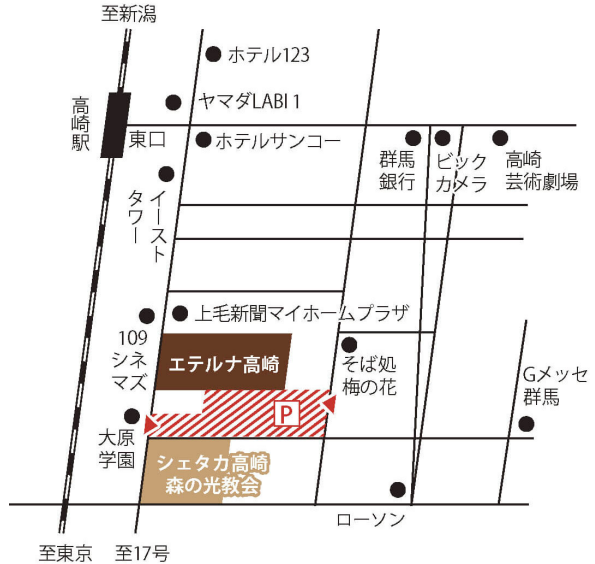 至新潟
ホテル123
ヤマダLABI 1
高崎駅
東口
ホテルサンコー
群馬
銀行
ビック
カメラ
高崎
芸術劇場
イースト
タワー
上毛新聞マイホームプラザ
109
シネ
マズ
エテルナ高崎
そば処
梅の花
Gメッセ
群馬
P
大原
学園
シェタカ高崎
森の光教会
ローソン
至東京
至17号